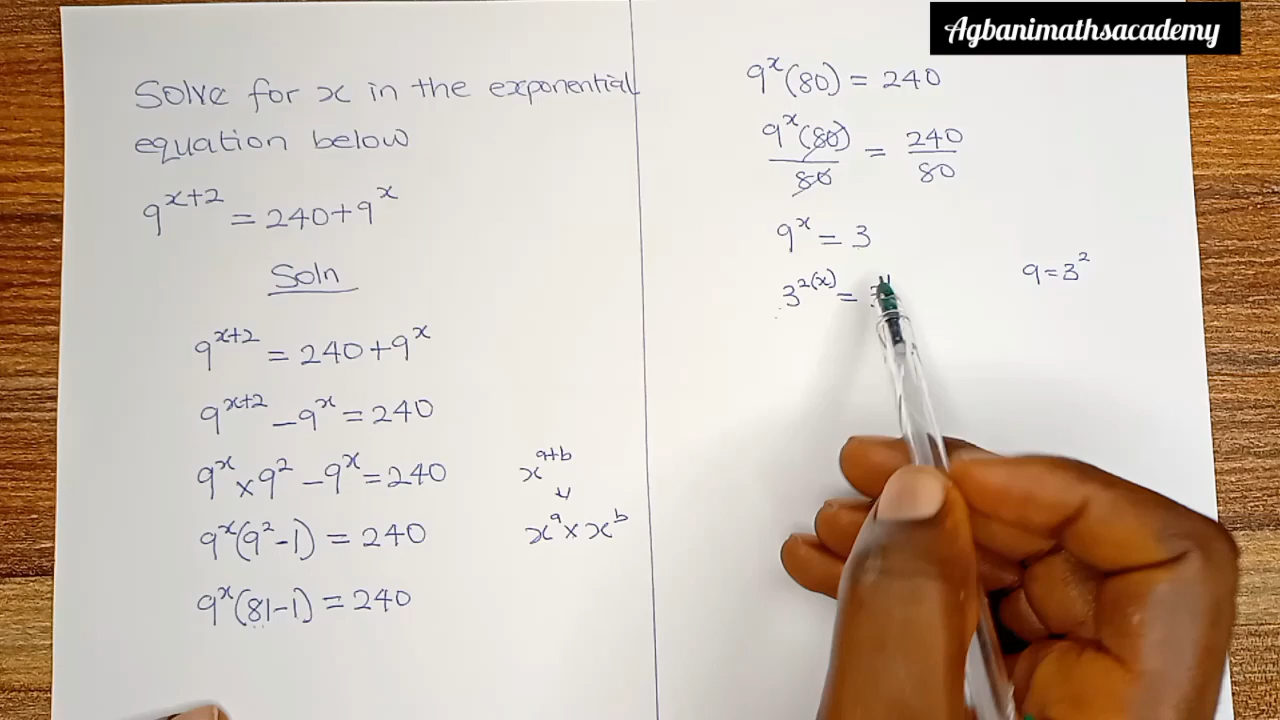 Agbanimathsacademy
Solve for x in the exponential
equation below
9^{x+2} = 240 + 9^x
Soln
9^{x+2} = 240 + 9^x
9^{x+2} - 9^x = 240
9^x × 9^2 - 9^x = 240
x^{a+b}
↓
x^a × x^b
9^x(9^2 - 1) = 240
9^x(81 - 1) = 240
9^x(80) = 240
9^x(80)/80 = 240/80
9^x = 3
3^{2(x)} =
9 = 3^2